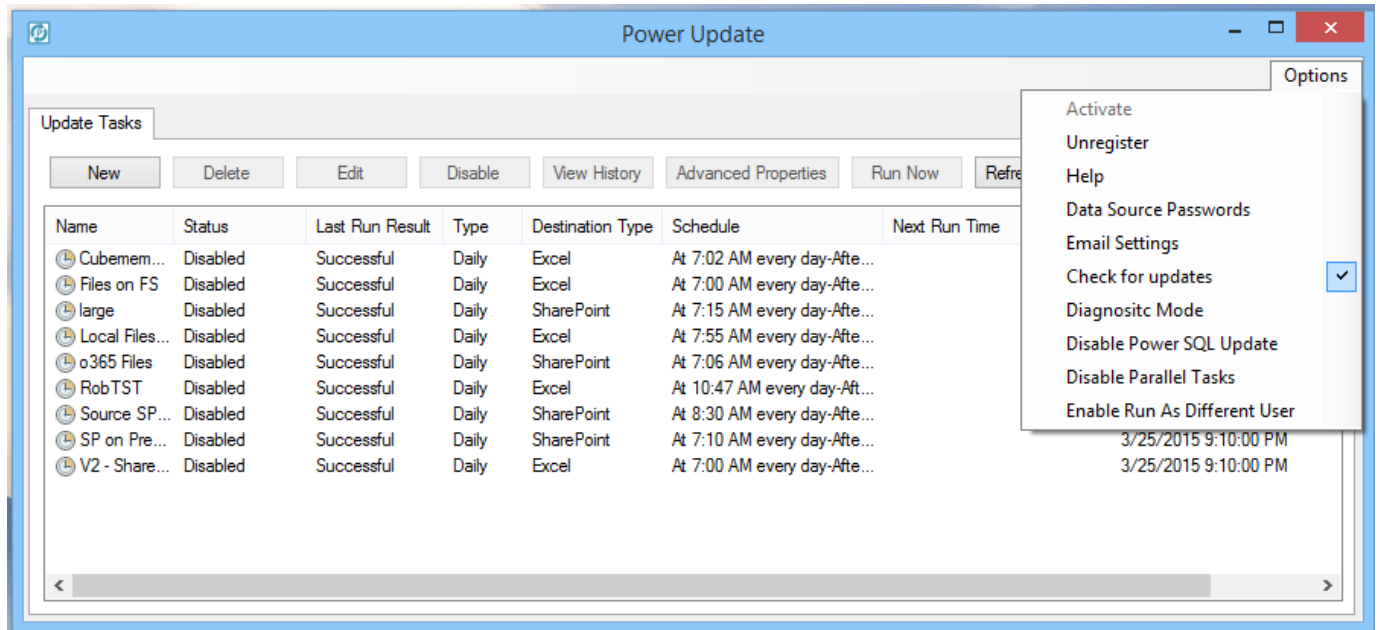 Power Update
Options
Update Tasks
New Delete Edit Disable View History Advanced Properties Run Now Refre
Activate
Unregister
Help
Data Source Passwords
Email Settings
Check for updates
Diagnositc Mode
Disable Power SQL Update
Disable Parallel Tasks
Enable Run As Different User
Name Status Last Run Result Type Destination Type Schedule Next Run Time
Cubemem... Disabled Successful Daily Excel At 7:02 AM every day-Afte...
Files on FS Disabled Successful Daily Excel At 7:00 AM every day-Afte...
large Disabled Successful Daily SharePoint At 7:15 AM every day-Afte...
Local Files... Disabled Successful Daily Excel At 7:55 AM every day-Afte...
o365 Files Disabled Successful Daily SharePoint At 7:06 AM every day-Afte...
RobTST Disabled Successful Daily Excel At 10:47 AM every day-Aft...
Source SP... Disabled Successful Daily SharePoint At 8:30 AM every day-Afte...
SP on Pre... Disabled Successful Daily SharePoint At 7:10 AM every day-Afte... 3/25/2015 9:10:00 PM
V2 - Share... Disabled Successful Daily Excel At 7:00 AM every day-Afte... 3/25/2015 9:10:00 PM